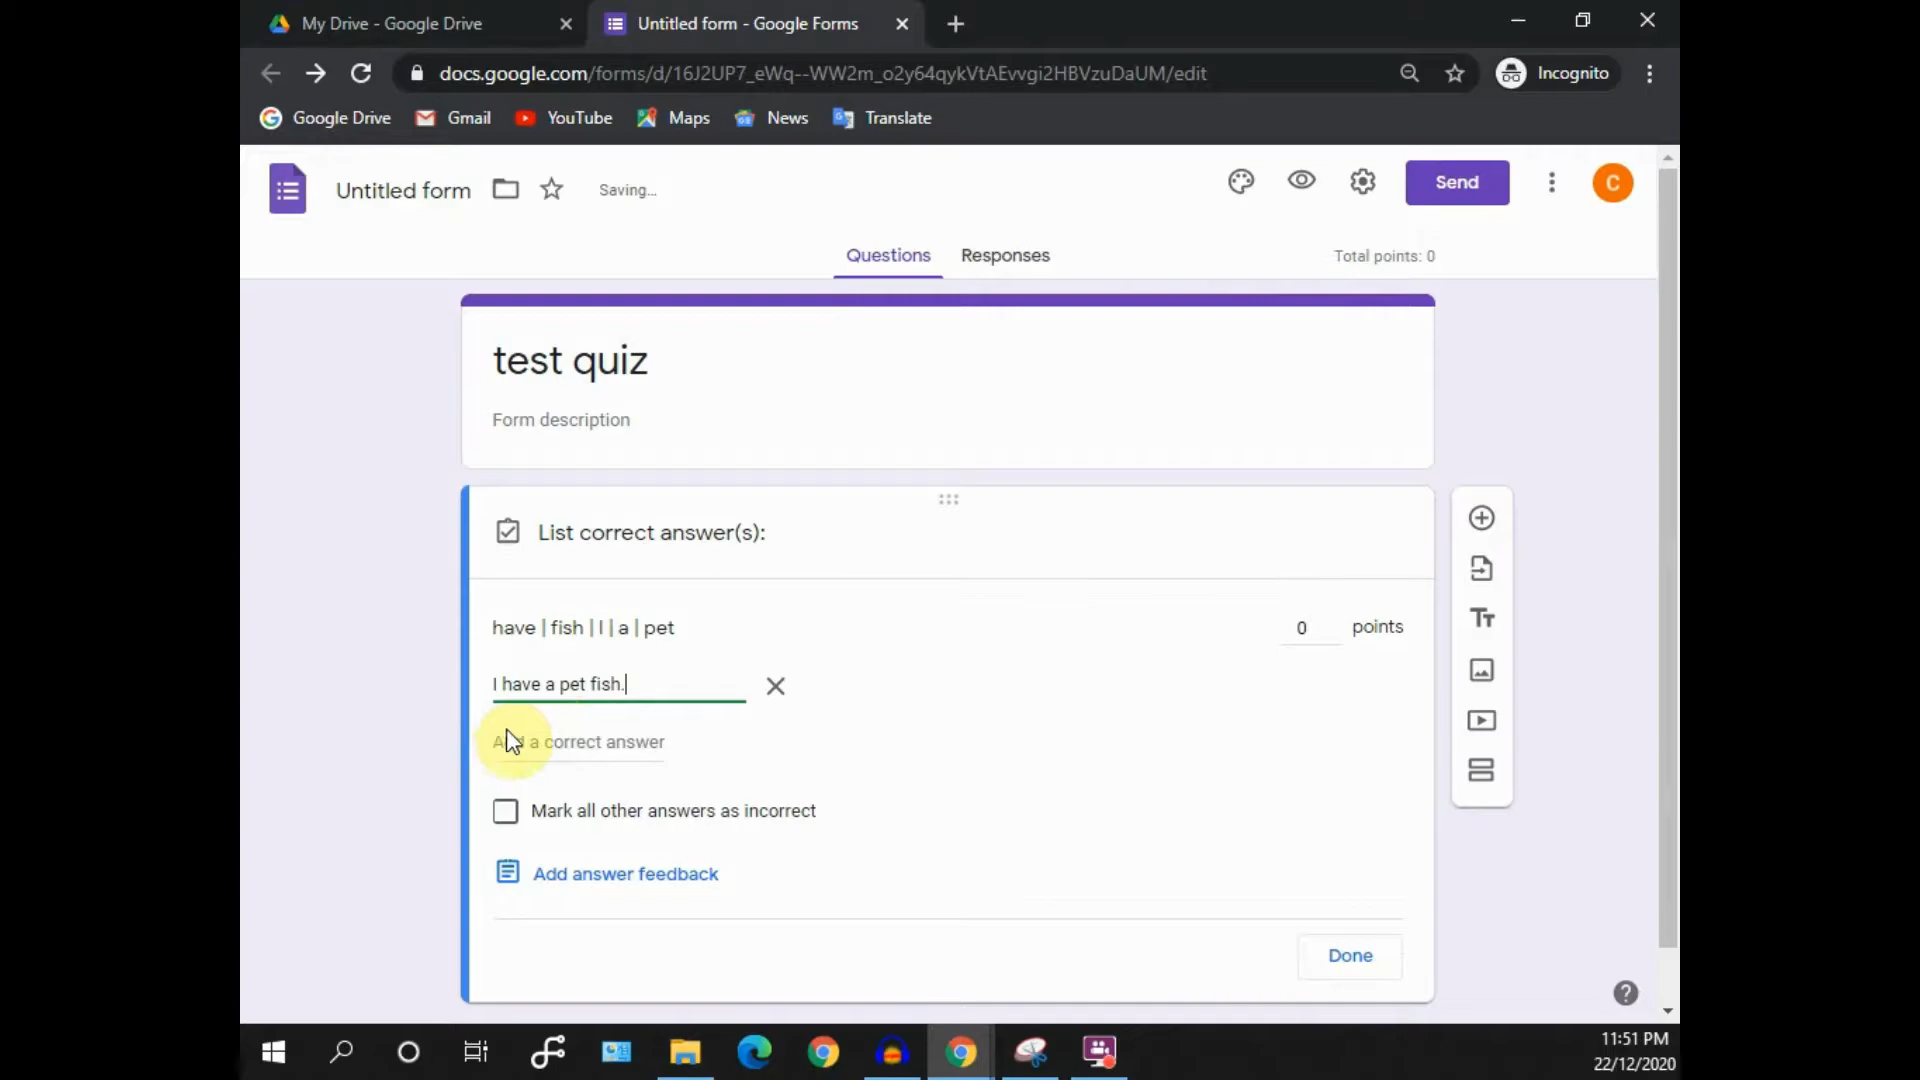 My Drive - Google Drive
Untitled form - Google Forms
docs.google.com/forms/d/16J2UP7_eWq--WW2m_o2y64qykVtAEvvgi2HBVzuDaUM/edit
Incognito
Google Drive
Gmail
YouTube
Maps
News
Translate
Untitled form
Saving...
Send
C
Questions
Responses
Total points: 0
test quiz
Form description
List correct answer(s):
have | fish | I | a | pet
0 points
I have a pet fish.
Add a correct answer
Mark all other answers as incorrect
Add answer feedback
Done
11:51 PM
22/12/2020